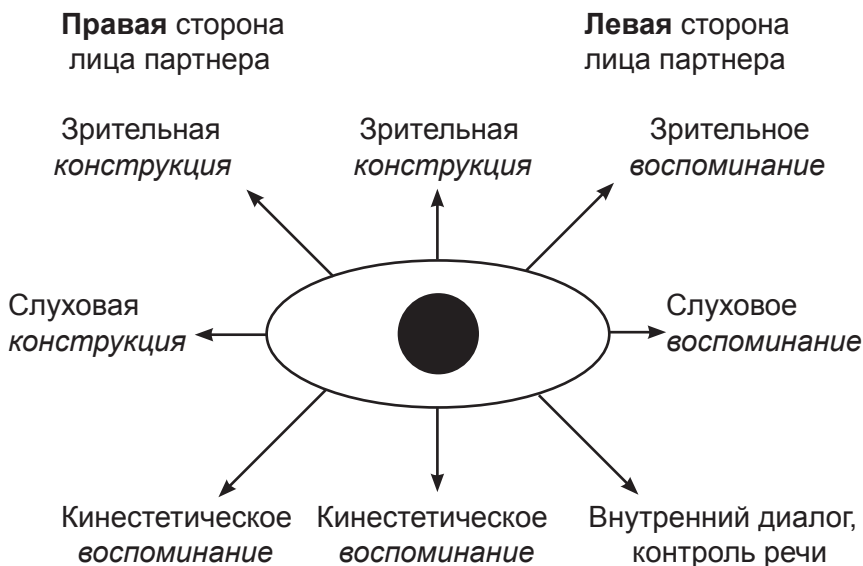 Правая сторона
лица партнера
Левая сторона
лица партнера
Зрительная
конструкция
Зрительная
конструкция
Зрительное
воспоминание
Слуховая
конструкция
Слуховое
воспоминание
Кинестетическое
воспоминание
Кинестетическое
воспоминание
Внутренний диалог,
контроль речи